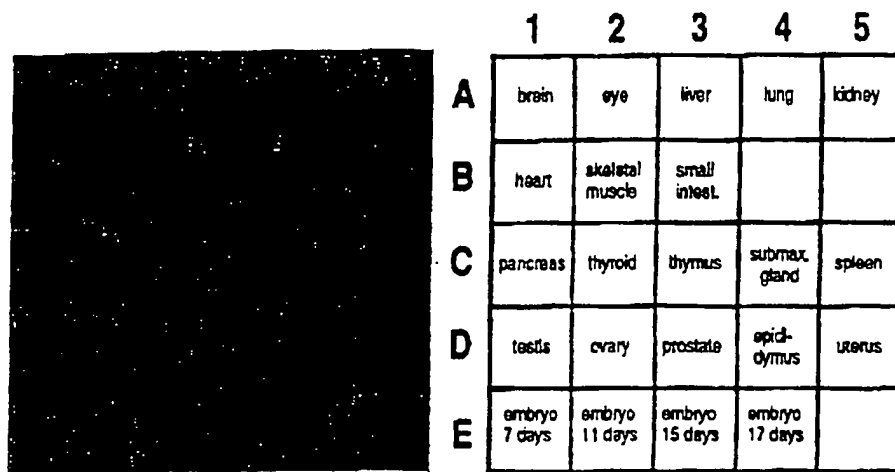 1 2 3 4 5
A brain eye liver lung kidney
B heart skeletal muscle small intest.
C pancreas thyroid thymus submax. gland spleen
D testis ovary prostate epidi-dymus uterus
E embryo 7 days embryo 11 days embryo 15 days embryo 17 days